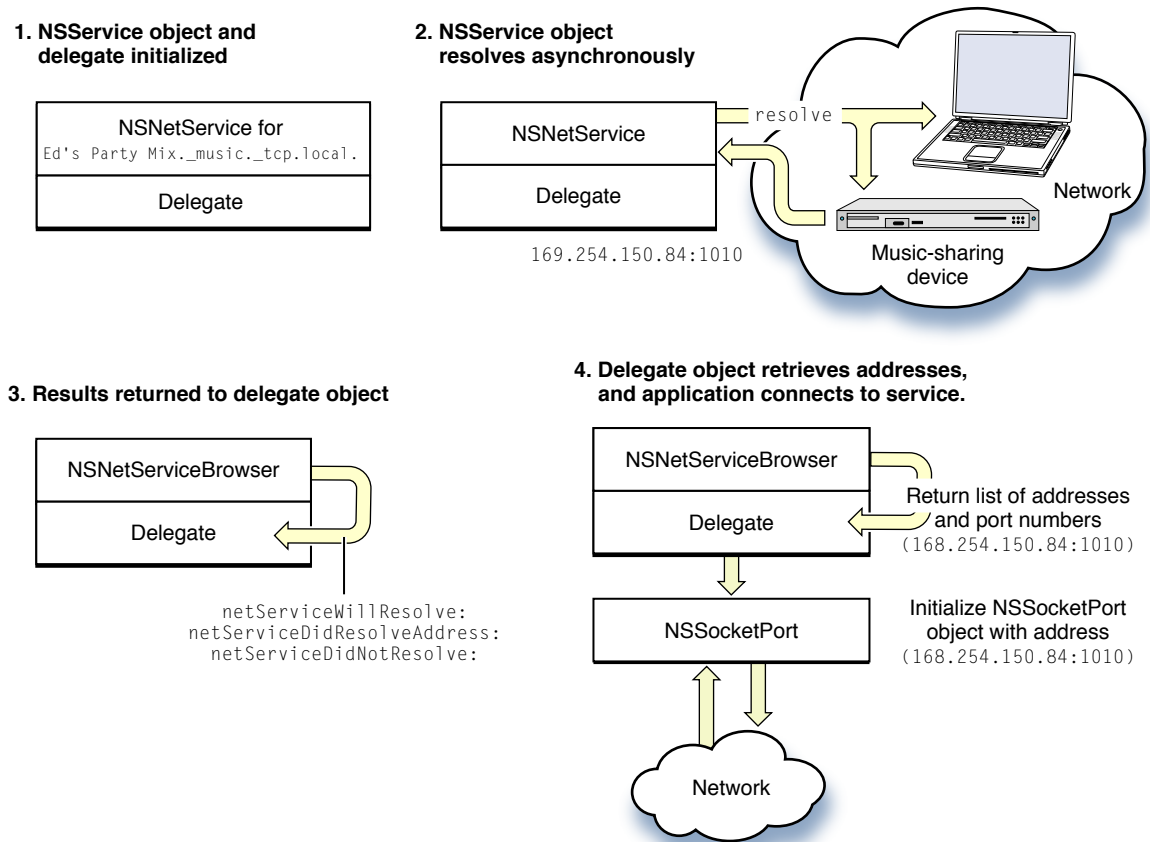 1. NSService object and
delegate initialized
NSNetService for
Ed's Party Mix._music._tcp.local.
Delegate
2. NSService object
resolves asynchronously
NSNetService
Delegate
resolve
169.254.150.84:1010
Network
Music-sharing
device
3. Results returned to delegate object
NSNetServiceBrowser
Delegate
netServiceWillResolve:
netServiceDidResolveAddress:
netServiceDidNotResolve:
4. Delegate object retrieves addresses,
and application connects to service.
NSNetServiceBrowser
Delegate
Return list of addresses
and port numbers
(168.254.150.84:1010)
NSSocketPort
Initialize NSSocketPort
object with address
(168.254.150.84:1010)
Network